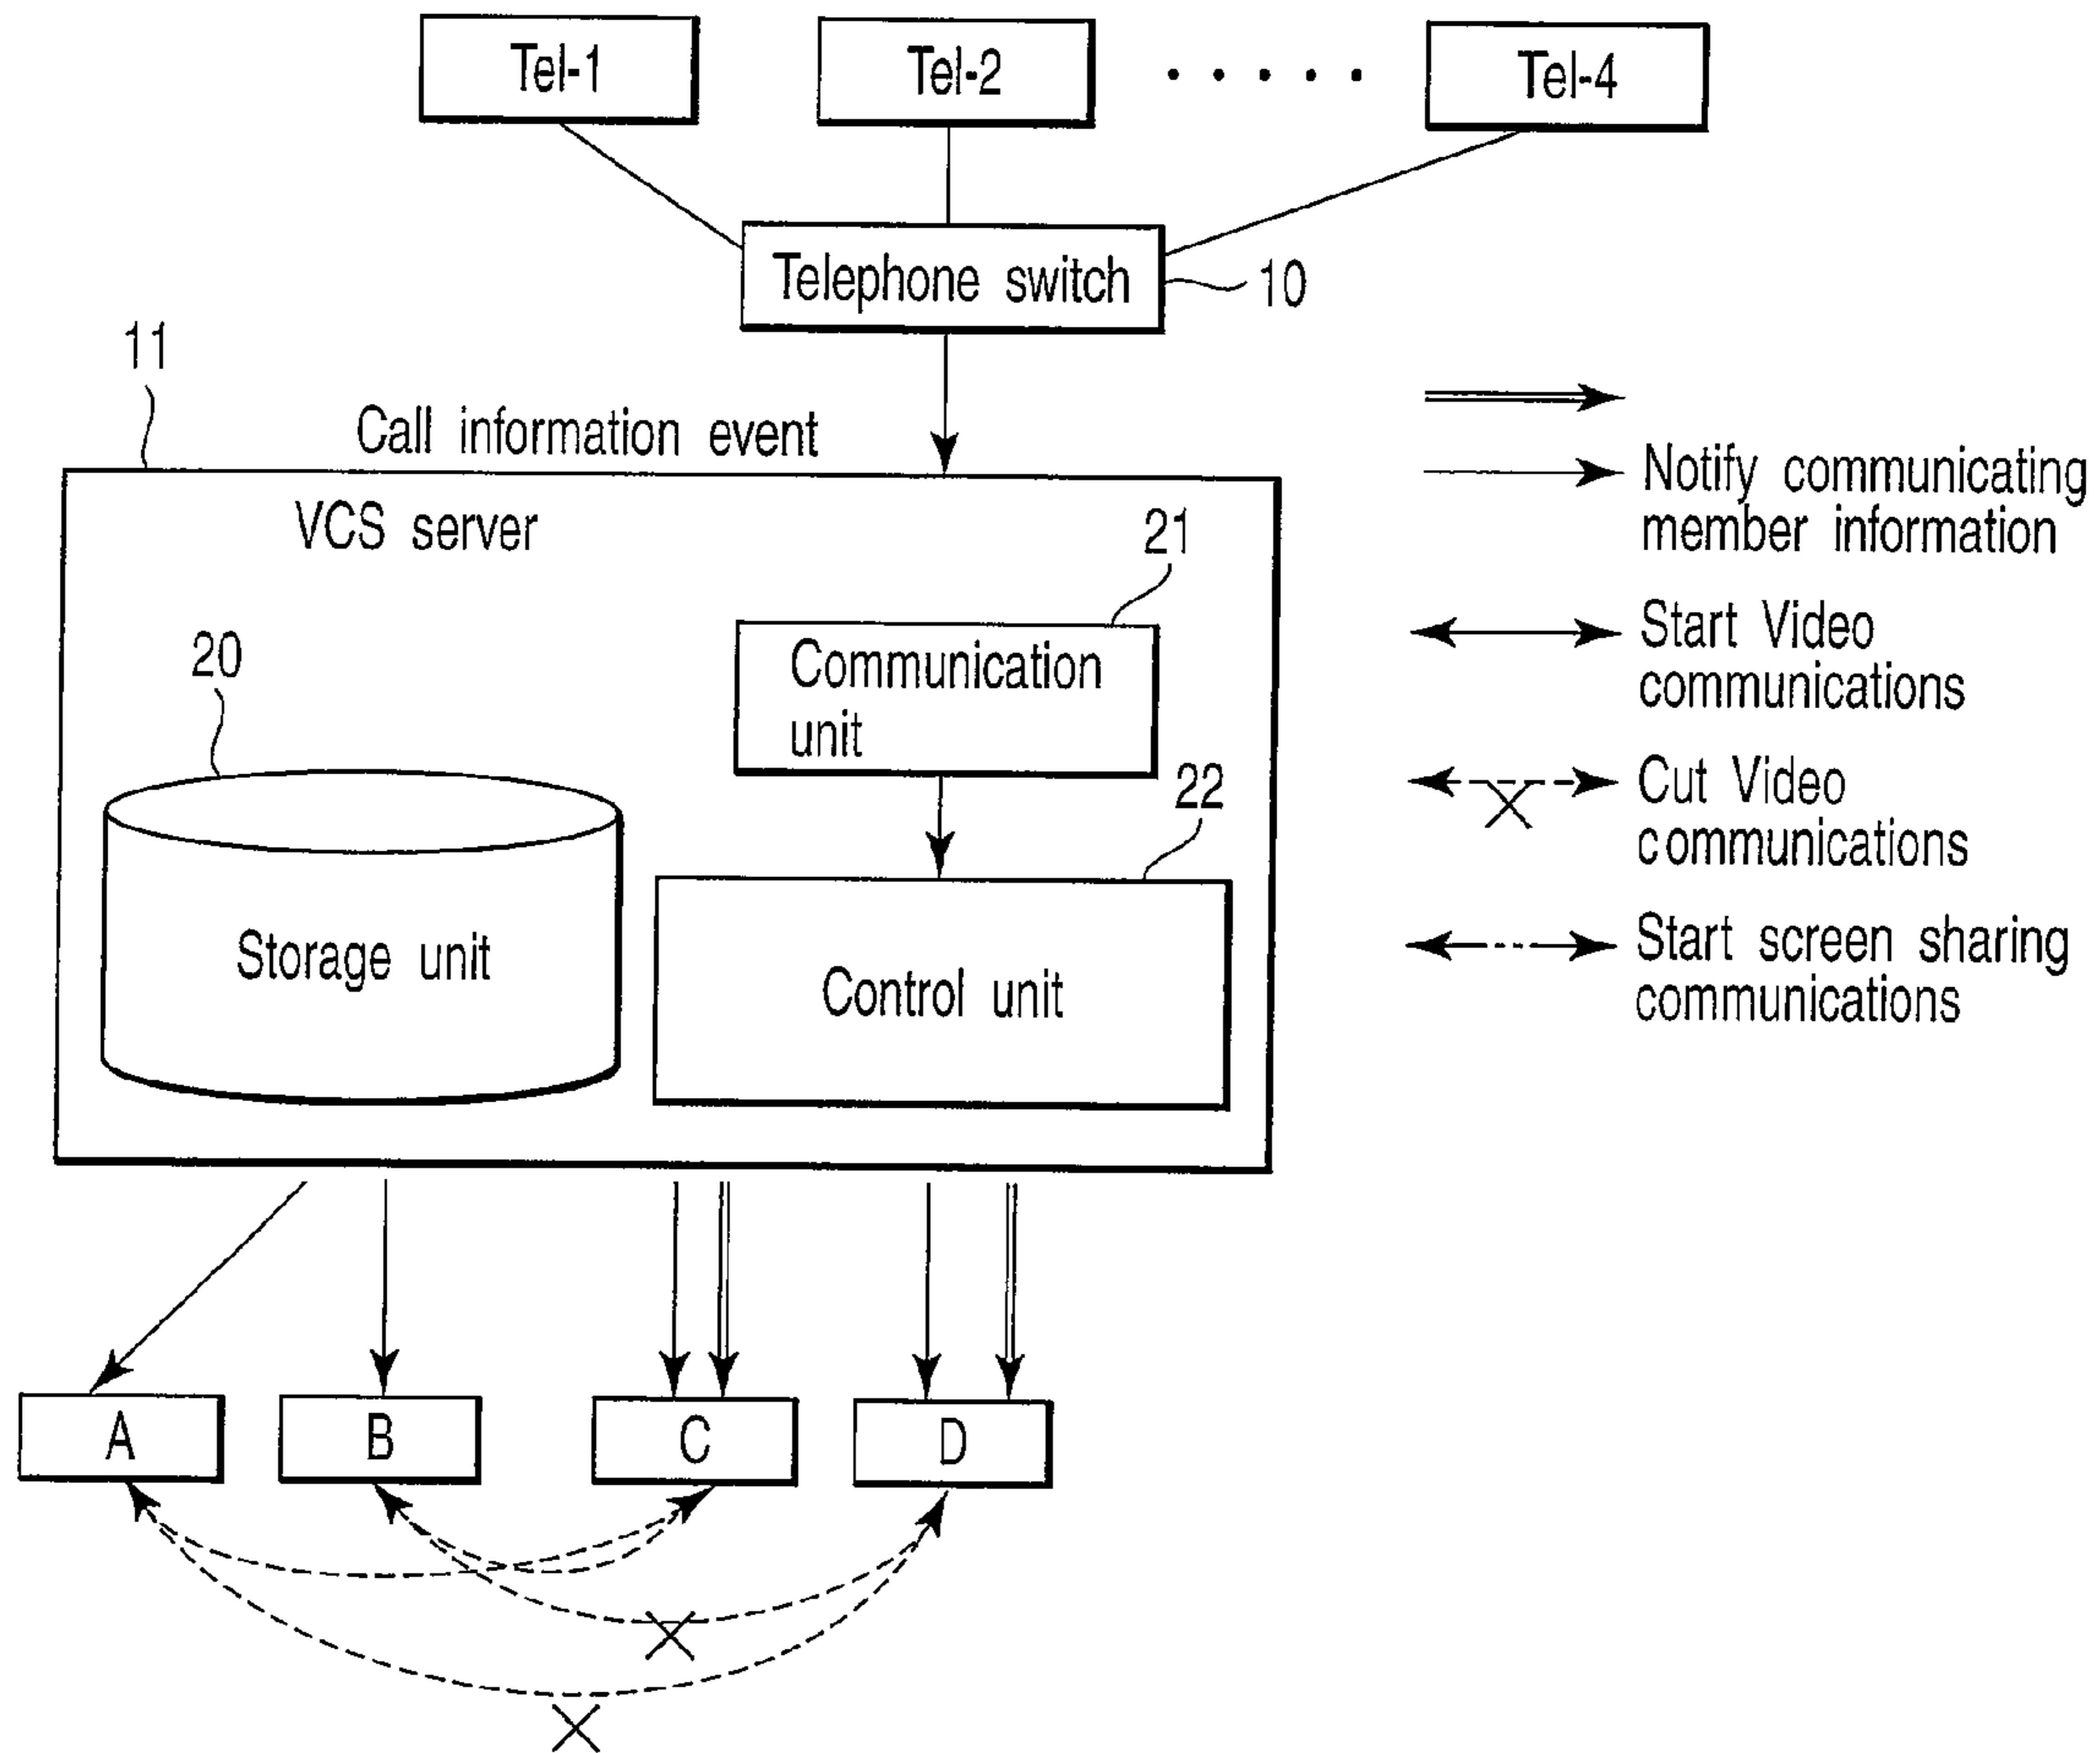 Tel-1
Tel-2
Tel-4
Telephone switch
10
11
Call information event
VCS server
21
20
Communication
unit
22
Storage unit
Control unit
Notify communicating
member information
Start Video
communications
Cut Video
communications
Start screen sharing
communications
A
B
C
D